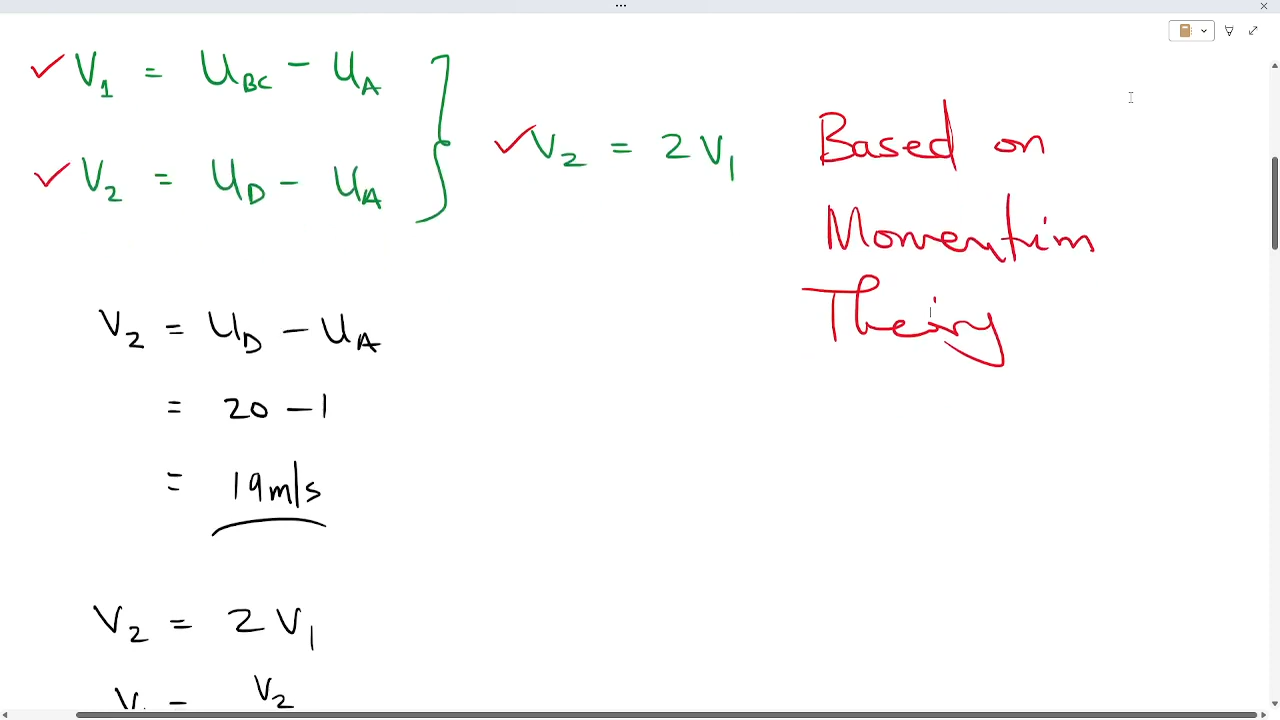 V₁ = U_BC − U_A
V₂ = U_D − U_A
V₂ = 2V₁
Based on
Momentum
Theory
V₂ = U_D − U_A
= 20 − 1
= 19m/s
V₂ = 2V₁
V₂